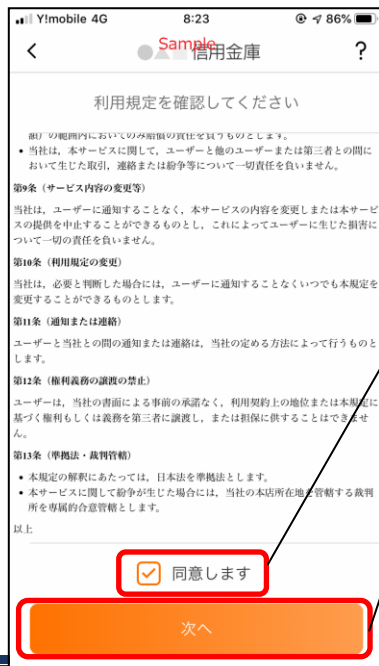 Y!mobile 4G 8:23 86%
Sample
信用金庫 ?
利用規定を確認してください
額）の範囲内においてのみ賠償の責任を負うものとします。
• 当社は，本サービスに関して，ユーザーと他のユーザーまたは第三者との間に
おいて生じた取引，連絡または紛争等について一切責任を負いません。
第9条（サービス内容の変更等）
当社は，ユーザーに通知することなく，本サービスの内容を変更しまたは本サービ
スの提供を中止することができるものとし，これによってユーザーに生じた損害に
ついて一切の責任を負いません。
第10条（利用規定の変更）
当社は，必要と判断した場合には，ユーザーに通知することなくいつでも本規定を
変更することができるものとします。
第11条（通知または連絡）
ユーザーと当社との間の通知または連絡は，当社の定める方法によって行うものと
します。
第12条（権利義務の譲渡の禁止）
ユーザーは，当社の書面による事前の承諾なく，利用契約上の地位または本規定に
基づく権利もしくは義務を第三者に譲渡し，または担保に供することはできませ
ん。
第13条（準拠法・裁判管轄）
• 本規定の解釈にあたっては，日本法を準拠法とします。
• 本サービスに関して紛争が生じた場合には，当社の本店所在地を管轄する裁判
所を専属的合意管轄とします。
以上
同意します
次へ